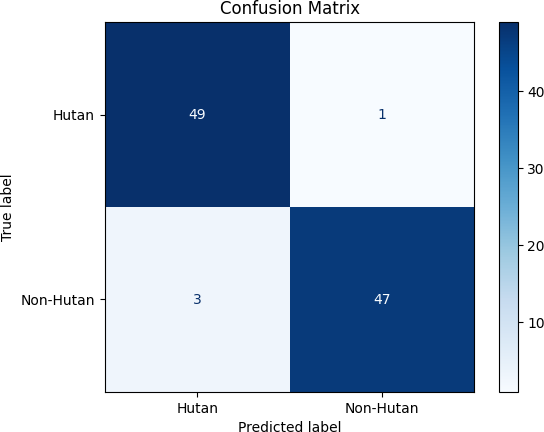 Confusion Matrix
Hutan
49
1
40
30
True label
20
Non-Hutan
3
47
10
Hutan
Non-Hutan
Predicted label